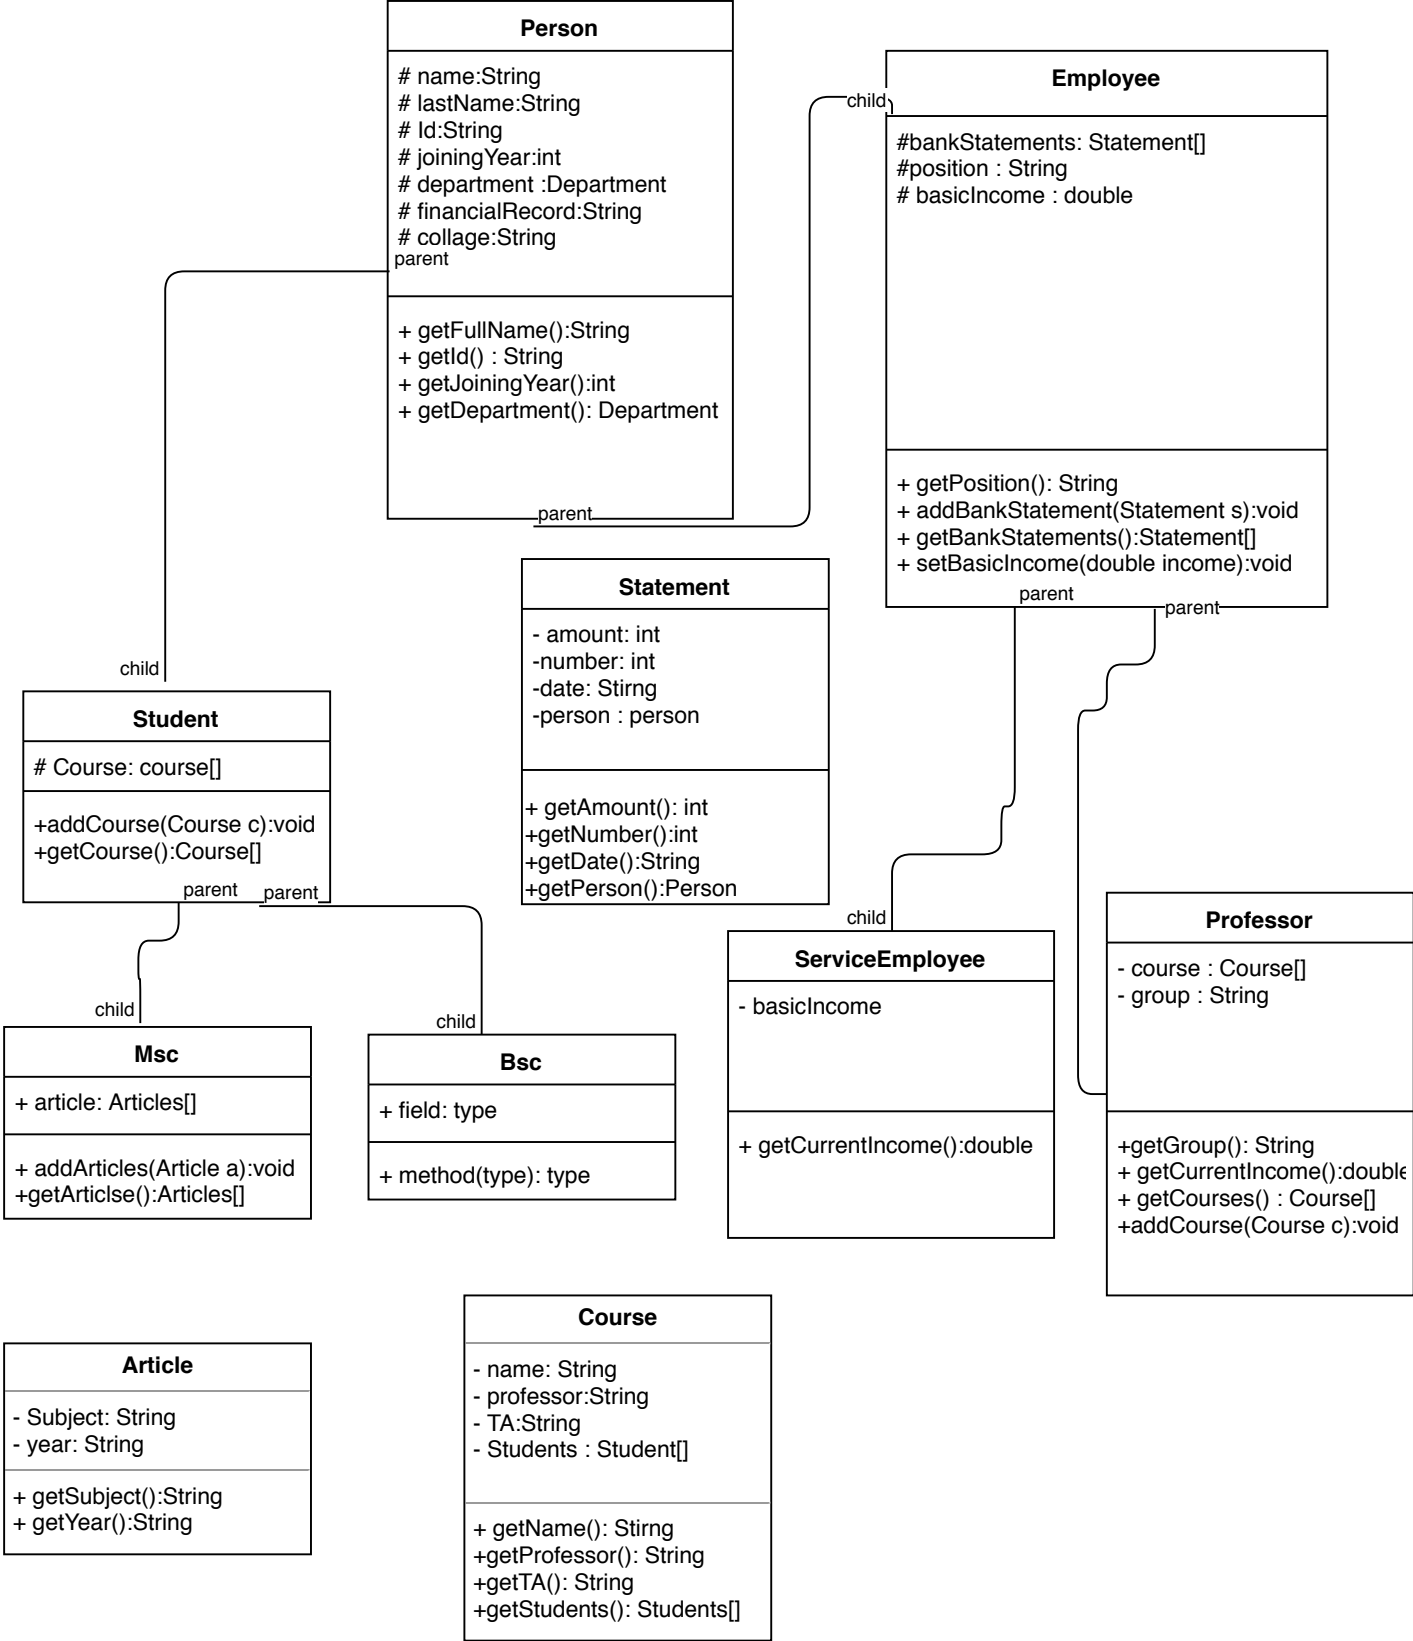 Person
# name:String
# lastName:String
# Id:String
# joiningYear:int
# department :Department
# financialRecord:String
# collage:String
parent
+ getFullName():String
+ getId() : String
+ getJoiningYear():int
+ getDepartment(): Department
parent
child
Employee
#bankStatements: Statement[]
#position : String
# basicIncome : double
+ getPosition(): String
+ addBankStatement(Statement s):void
+ getBankStatements():Statement[]
+ setBasicIncome(double income):void
parent
parent
Statement
- amount: int
-number: int
-date: Stirng
-person : person
+ getAmount(): int
+getNumber():int
+getDate():String
+getPerson():Person
child
Student
# Course: course[]
+addCourse(Course c):void
+getCourse():Course[]
parent
parent
child
Msc
+ article: Articles[]
+ addArticles(Article a):void
+getArticlse():Articles[]
child
Bsc
+ field: type
+ method(type): type
child
ServiceEmployee
- basicIncome
+ getCurrentIncome():double
Professor
- course : Course[]
- group : String
+getGroup(): String
+ getCurrentIncome():double
+ getCourses() : Course[]
+addCourse(Course c):void
Article
- Subject: String
- year: String
+ getSubject():String
+ getYear():String
Course
- name: String
- professor:String
- TA:String
- Students : Student[]
+ getName(): Stirng
+getProfessor(): String
+getTA(): String
+getStudents(): Students[]